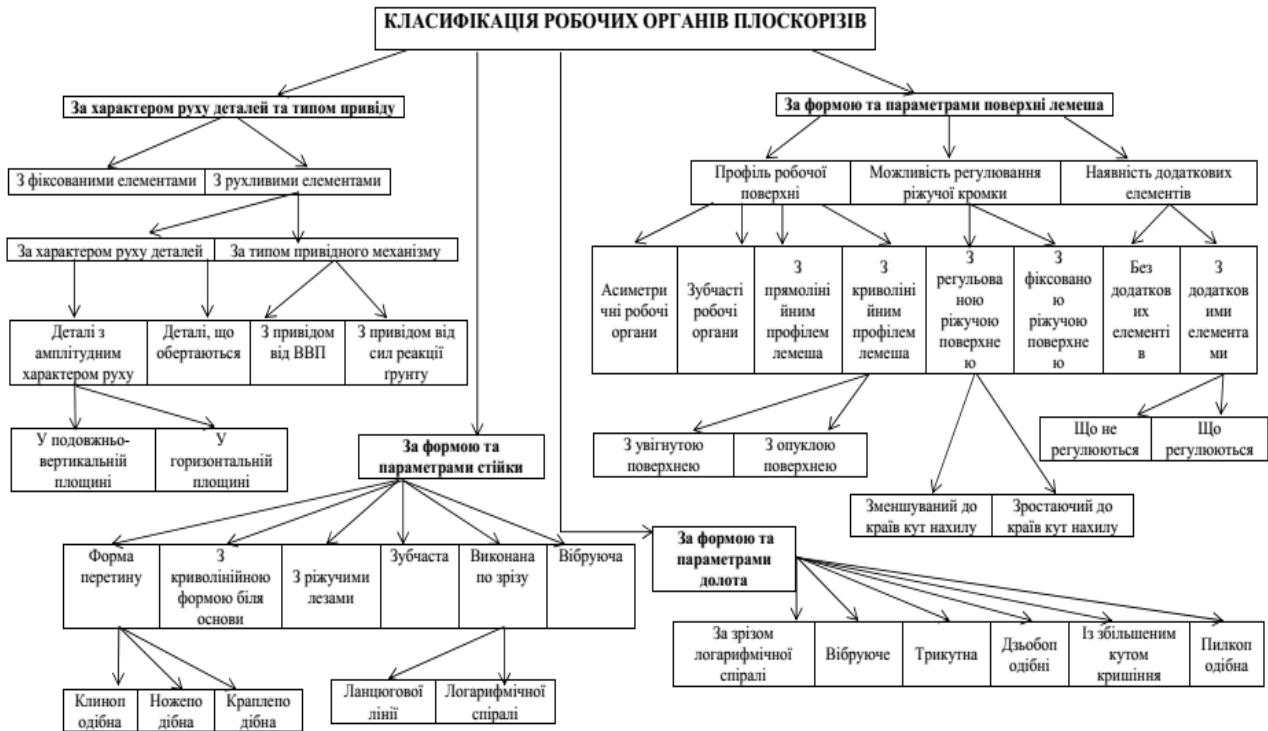 КЛАСИФІКАЦІЯ РОБОЧИХ ОРГАНІВ ПЛОСКОРІЗІВ
За характером руху деталей та типом привіду
З фіксованими елементами
З рухливими елементами
За характером руху деталей
За типом привідного механізму
Деталі з
амплітудним
характером руху
Деталі, що
обертаються
З привідом
від ВВП
З привідом від
сил реакції
ґрунту
У подовжньо-
вертикальній
площині
У
горизонтальній
площині
За формою та
параметрами стійки
Форма
перетину
З
криволінійною
формою біля
основи
З ріжучими
лезами
Зубчаста
Виконана
по зрізу
Вібруюча
Клиноп
одібна
Ножепо
дібна
Краплепо
дібна
Ланцюгової
лінії
Логарифмічної
спіралі
За формою та параметрами поверхні лемеша
Профіль робочої
поверхні
Можливість регулювання
ріжучої кромки
Наявність додаткових
елементів
Асиметри
чні робочі
органи
Зубчасті
робочі
органи
З
прямоліні
йним
профілем
лемеша
З
криволіні
йним
профілем
лемеша
З
регульова
ною
ріжучою
поверхне
ю
З
фіксовано
ю
ріжучою
поверхне
ю
Без
додатков
их
елементі
в
З
додатков
ими
елемента
ми
З увігнутою
поверхнею
З опуклою
поверхнею
Що не
регулюються
Що
регулюються
Зменшуваний до
країв кут нахилу
Зростаючий до
країв кут нахилу
За формою та
параметрами
долота
За зрізом
логарифмічної
спіралі
Вібруюче
Трикутна
Дзьобоп
одібні
Із збільшеним
кутом
кришіння
Пилкоп
одібна